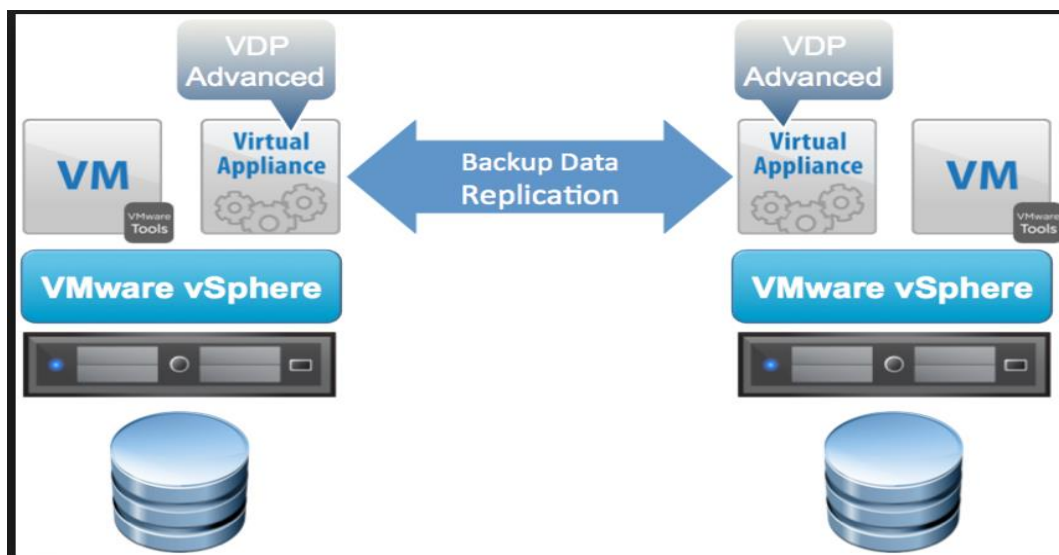 VDP
Advanced
VDP
Advanced
VM
VMware
Tools
Virtual
Appliance
Backup Data
Replication
Virtual
Appliance
VM
VMware
Tools
VMware vSphere
VMware vSphere